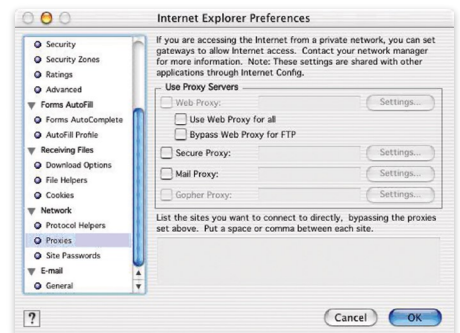 Internet Explorer Preferences
Security
Security Zones
Ratings
Advanced
Forms AutoFill
Forms AutoComplete
AutoFill Profile
Receiving Files
Download Options
File Helpers
Cookies
Network
Protocol Helpers
Proxies
Site Passwords
E-mail
General
If you are accessing the Internet from a private network, you can set
gateways to allow Internet access. Contact your network manager
for more information. Note: These settings are shared with other
applications through Internet Config.
Use Proxy Servers
Web Proxy: Settings...
Use Web Proxy for all
Bypass Web Proxy for FTP
Secure Proxy: Settings...
Mail Proxy: Settings...
Gopher Proxy: Settings...
List the sites you want to connect to directly, bypassing the proxies
set above. Put a space or comma between each site.
? Cancel OK